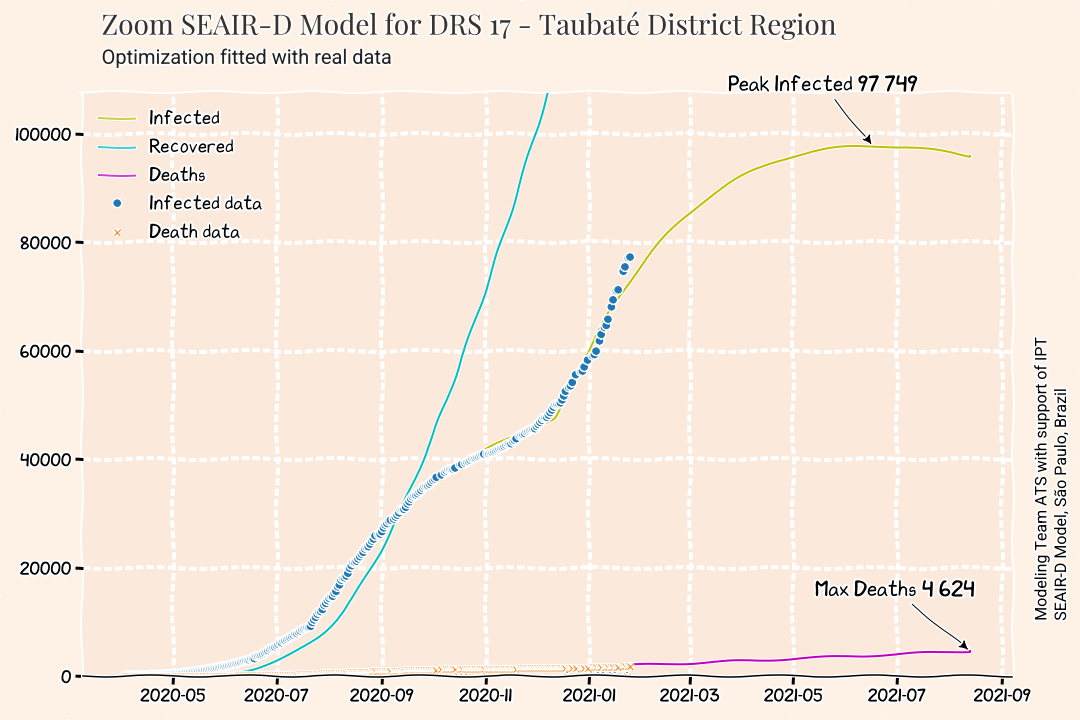 Zoom SEAIR-D Model for DRS 17 - Taubaté District Region
Optimization fitted with real data
Peak Infected 97 749
Infected
Recovered
Deaths
Infected data
Death data
100000
80000
60000
40000
20000
0
Max Deaths 4 624
2020-05 2020-07 2020-09 2020-11 2021-01 2021-03 2021-05 2021-07 2021-09
Modeling Team ATS with support of IPT
SEAIR-D Model, São Paulo, Brazil